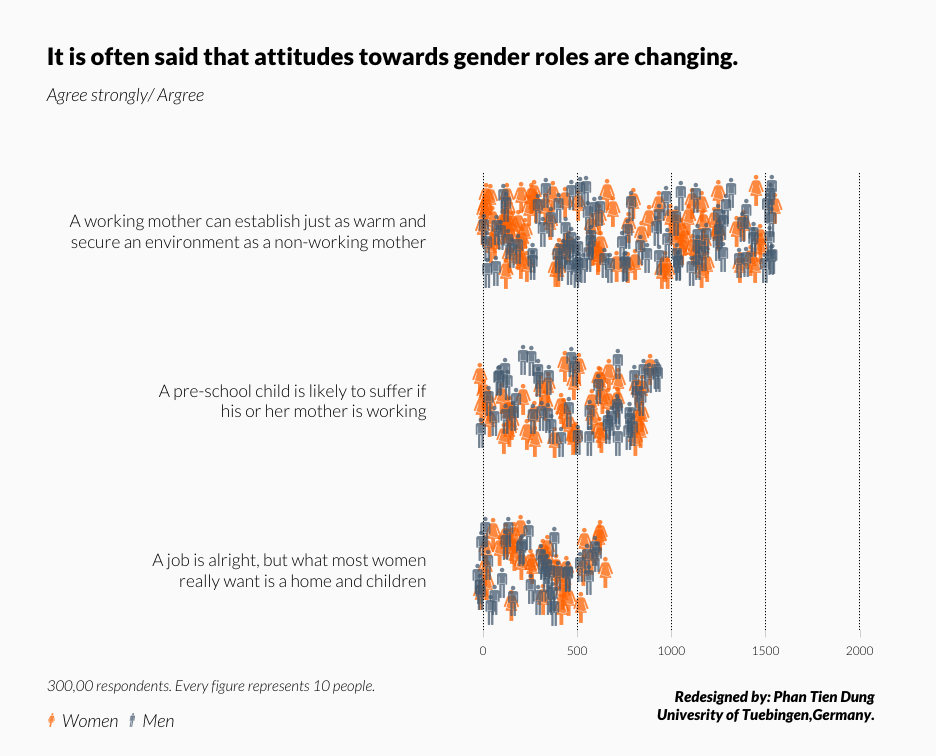 It is often said that attitudes towards gender roles are changing.
Agree strongly/ Argree
A working mother can establish just as warm and
secure an environment as a non-working mother
A pre-school child is likely to suffer if
his or her mother is working
A job is alright, but what most women
really want is a home and children
0 500 1000 1500 2000
300,00 respondents. Every figure represents 10 people.
Women Men
Redesigned by: Phan Tien Dung
Univesrity of Tuebingen,Germany.